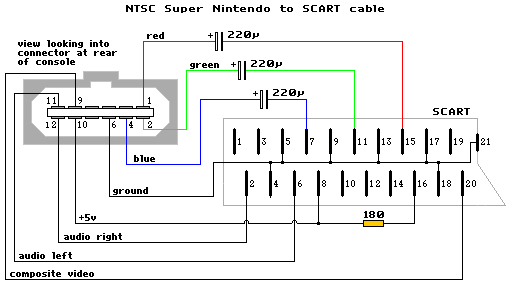 NTSC Super Nintendo to SCART cable
red
220µ
view looking into
connector at rear
of console
green
220µ
220µ
11 9 1
12 10 6 4 2
SCART
1 3 5 7 9 11 13 15 17 19 21
blue
2 4 6 8 10 12 14 16 18 20
ground
+5v
180
audio right
audio left
composite video